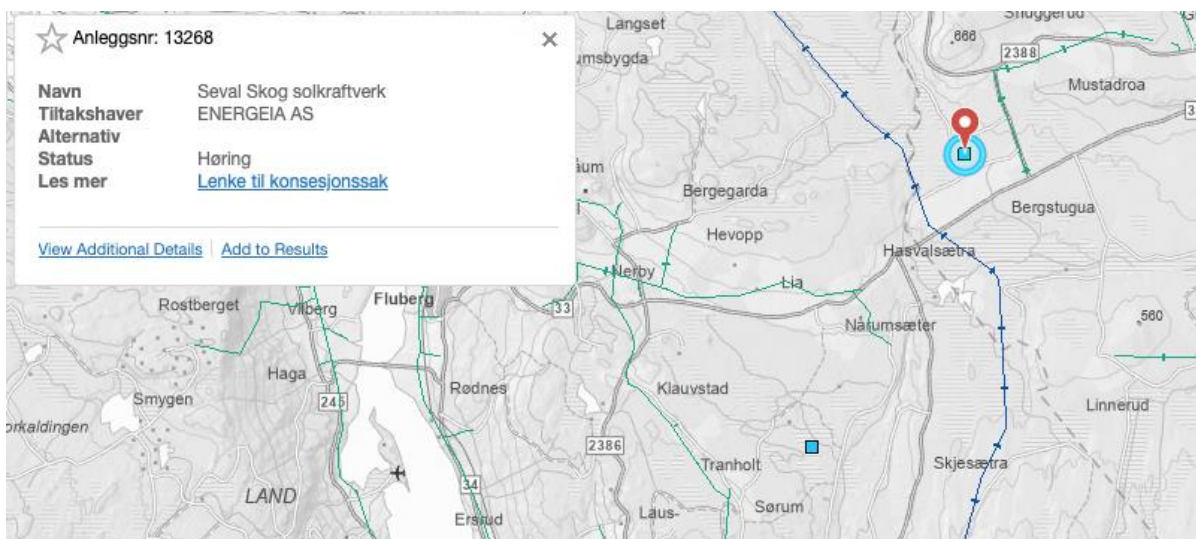 Anleggsnr: 13268
Navn Seval Skog solkraftverk
Tiltakshaver ENERGEIA AS
Alternativ
Status Høring
Les mer Lenke til konsesjonssak
View Additional Details Add to Results
Langset
Snuggerud
666
2388
umsbygda
Mustadroa
3
åum
Bergegarda
Bergstugua
Hevopp
Hasvalsætra
Nerby
Lia
Rostberget
Vilberg
Fluberg
33
Nårumsæter
560
Haga
Rødnes
Klauvstad
Smygen
245
Linnerud
orkaldingen
2386
Tranholt
Skjesætra
34
LAND
Sørum
Ersrud
Laus-